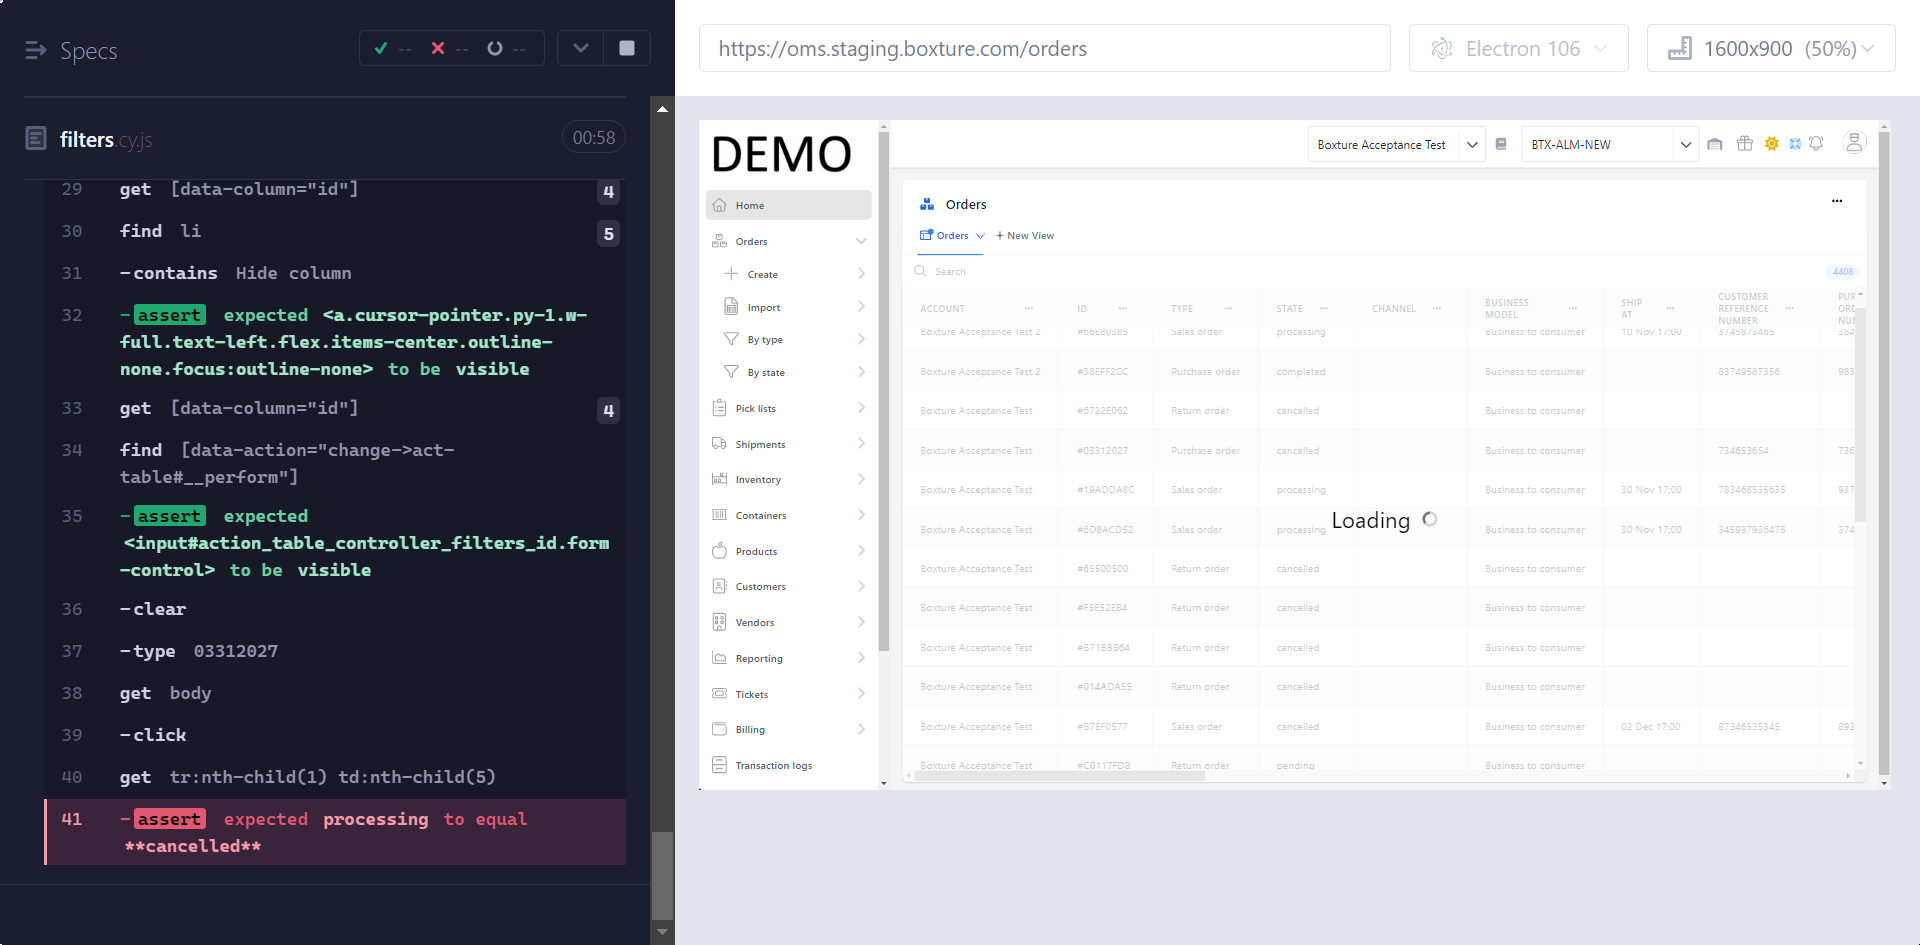 Specs
-- -- --
https://oms.staging.boxture.com/orders
Electron 106
1600x900 (50%)
filters.cy.js
00:58
29 get [data-column="id"] 4
30 find li 5
31 -contains Hide column
32 -assert expected <a.cursor-pointer.py-1.w-
full.text-left.flex.items-center.outline-
none.focus:outline-none> to be visible
33 get [data-column="id"] 4
34 find [data-action="change->act-
table#__perform"]
35 -assert expected
<input#action_table_controller_filters_id.form
-control> to be visible
36 -clear
37 -type 03312027
38 get body
39 -click
40 get tr:nth-child(1) td:nth-child(5)
41 -assert expected processing to equal
**cancelled**
DEMO
Home
Orders
Create
Import
By type
By state
Pick lists
Shipments
Inventory
Containers
Products
Customers
Vendors
Reporting
Tickets
Billing
Transaction logs
Boxture Acceptance Test
BTX-ALM-NEW
Orders
Orders
+ New View
Search
4408
ACCOUNT ID TYPE STATE CHANNEL BUSINESS MODEL SHIP AT CUSTOMER REFERENCE NUMBER PUR ORD NUM
Boxture Acceptance Test 2 #66E80385 Sales order processing Business to consumer 10 Nov 17:00 3745873465 384
Boxture Acceptance Test 2 #38EFF2CC Purchase order completed Business to consumer 83749587356 983
Boxture Acceptance Test #6722E062 Return order cancelled Business to consumer
Boxture Acceptance Test #03312027 Purchase order cancelled Business to consumer 734653654 736
Boxture Acceptance Test #19ADDA8C Sales order processing Business to consumer 30 Nov 17:00 783468535635 937
Boxture Acceptance Test #6D8ACD52 Sales order processing Business to consumer 30 Nov 17:00 345987936475 374
Loading
Boxture Acceptance Test #65500500 Return order cancelled Business to consumer
Boxture Acceptance Test #F5E52EB4 Return order cancelled Business to consumer
Boxture Acceptance Test #B71BBB64 Return order cancelled Business to consumer
Boxture Acceptance Test #014ADA55 Return order cancelled Business to consumer
Boxture Acceptance Test #B7EF0577 Sales order cancelled Business to consumer 02 Dec 17:00 87346535345 893
Boxture Acceptance Test #C0117FD8 Return order pending Business to consumer